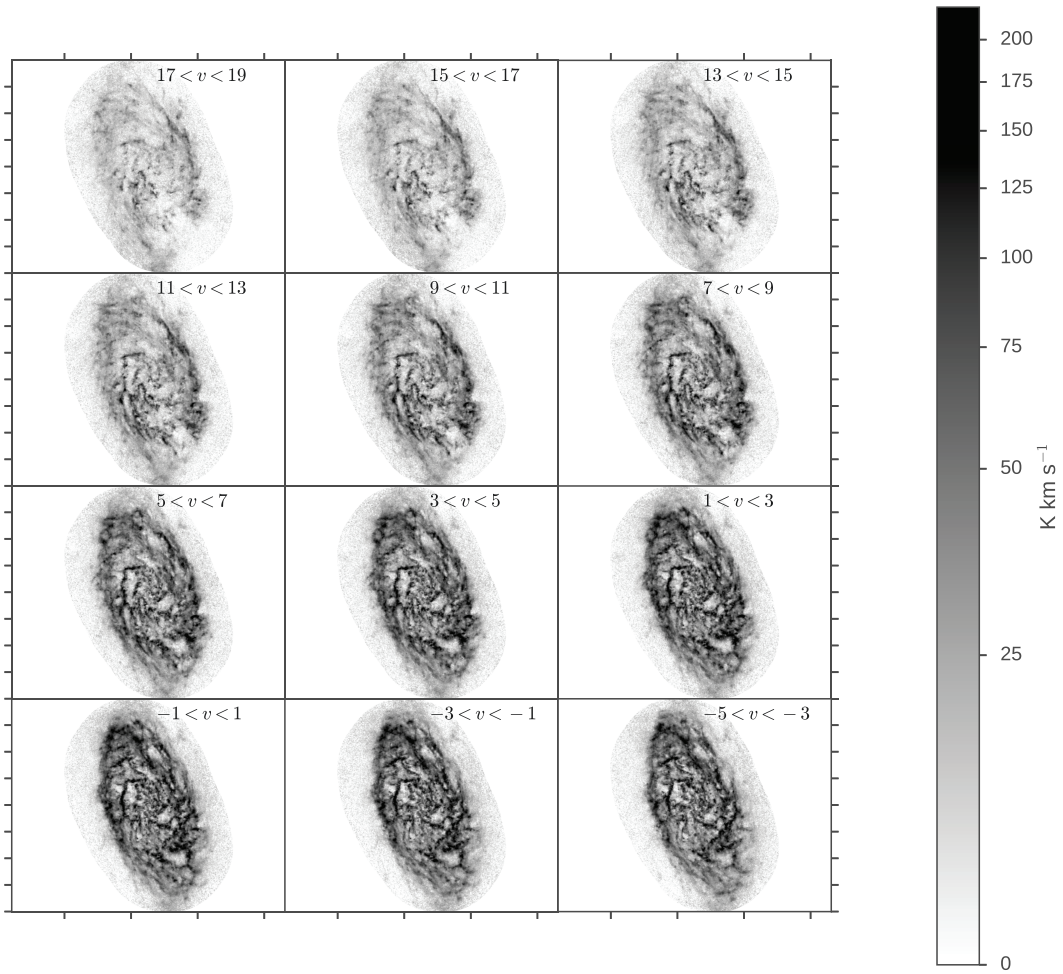 17 < v < 19
15 < v < 17
13 < v < 15
11 < v < 13
9 < v < 11
7 < v < 9
5 < v < 7
3 < v < 5
1 < v < 3
−1 < v < 1
−3 < v < −1
−5 < v < −3
200
175
150
125
100
75
50
25
0
K km s⁻¹